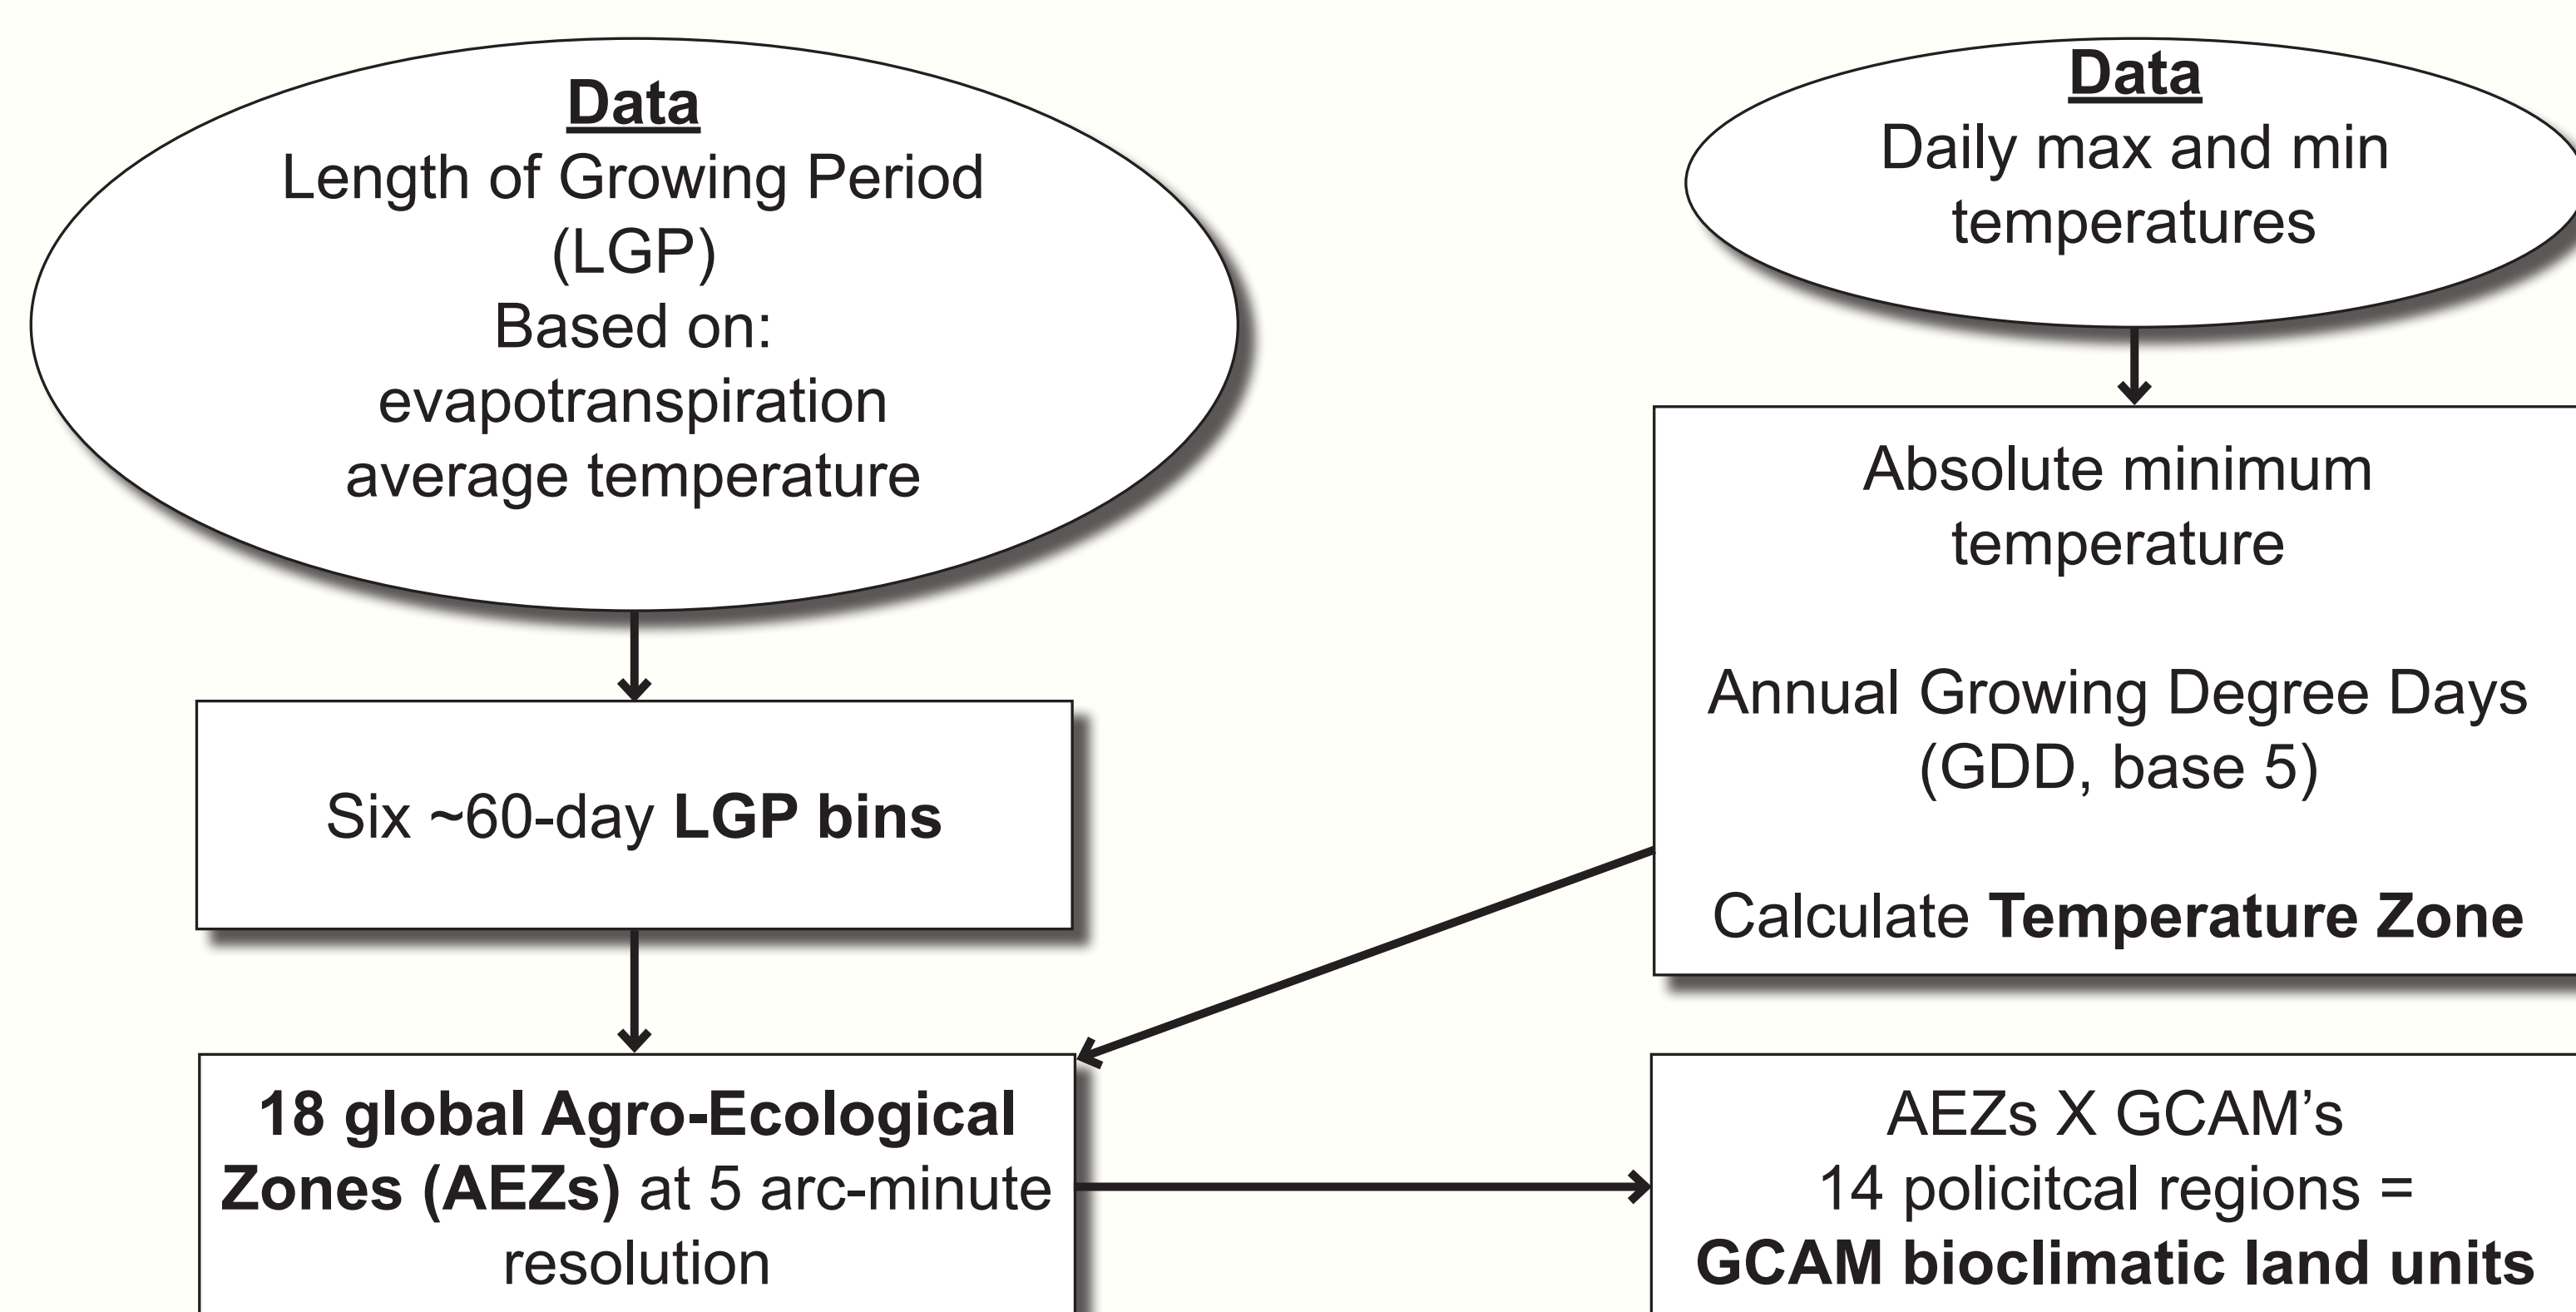 Data
Length of Growing Period
(LGP)
Based on:
evapotranspiration
average temperature
Data
Daily max and min
temperatures
Six ~60-day LGP bins
Absolute minimum
temperature
Annual Growing Degree Days
(GDD, base 5)
Calculate Temperature Zone
18 global Agro-Ecological
Zones (AEZs) at 5 arc-minute
resolution
AEZs X GCAM’s
14 policitcal regions =
GCAM bioclimatic land units